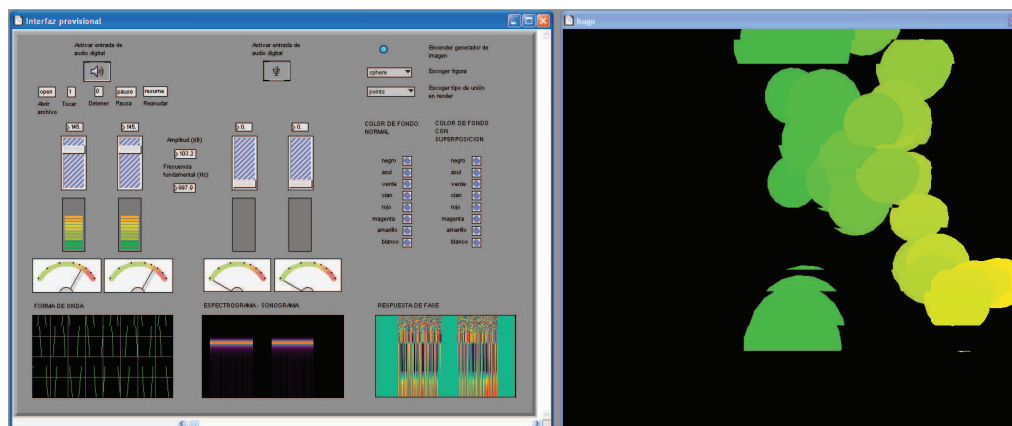 Interfaz provisional
hugo
Activar entrada de
audio digital
Activar entrada de
audio digital
Encender generador de
imagen
sphere
Escoger figura
points
Escoger tipo de unión
en render
open
1
0
pause
resume
Abrir
archivo
Tocar
Detener
Pausa
Reanudar
145.
145.
Amplitud (dB)
103.2
Frecuencia
fundamental (Hz)
997.9
0.
0.
COLOR DE FONDO
NORMAL
COLOR DE FONDO
CON
SUPERPOSICION
negro
azul
verde
cian
rojo
magenta
amarillo
blanco
negro
azul
verde
cian
rojo
magenta
amarillo
blanco
FORMA DE ONDA
ESPECTROGRAMA - SONOGRAMA
RESPUESTA DE FASE